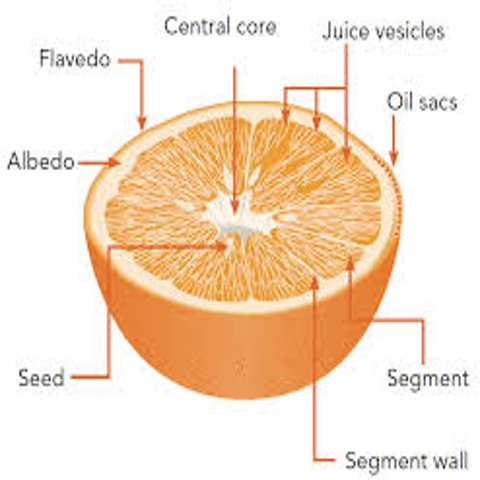 Central core
Juice vesicles
Flavedo
Oil sacs
Albedo
Seed
Segment
Segment wall